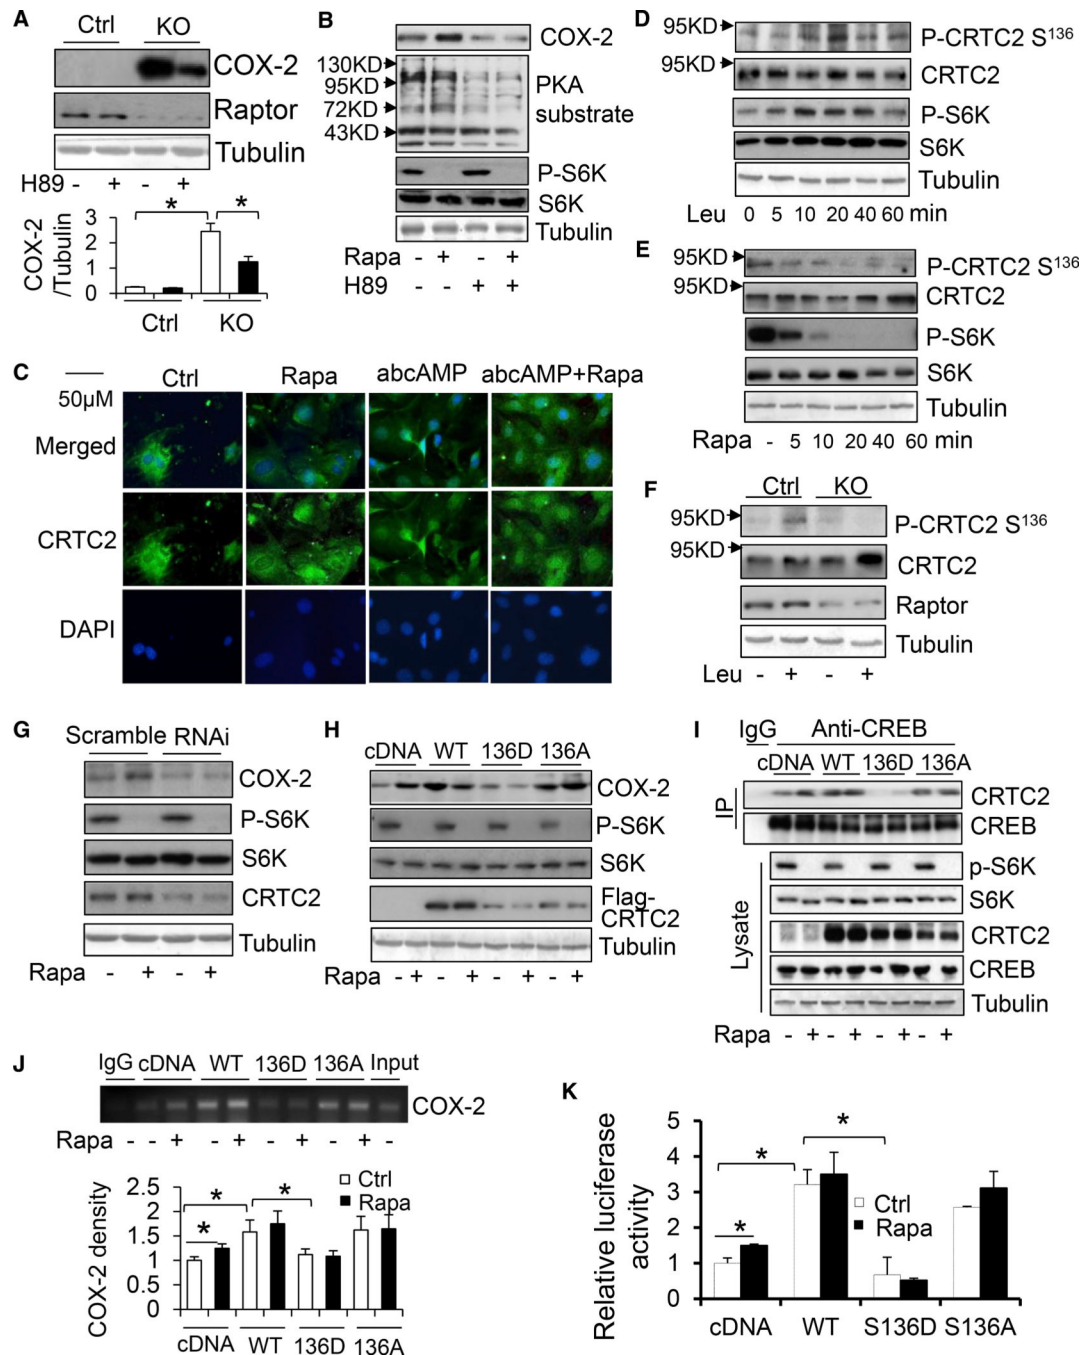 A
Ctrl KO
COX-2
Raptor
Tubulin
H89 - + - +
* *
COX-2
/Tubulin
3
2
1
0
Ctrl KO
B
COX-2
130KD
95KD
72KD
43KD
PKA
substrate
P-S6K
S6K
Tubulin
Rapa - + - +
H89 - - + +
C
50µM
Ctrl Rapa abcAMP abcAMP+Rapa
Merged
CRTC2
DAPI
D
95KD P-CRTC2 S136
95KD CRTC2
P-S6K
S6K
Tubulin
Leu 0 5 10 20 40 60 min
E
95KD P-CRTC2 S136
95KD CRTC2
P-S6K
S6K
Tubulin
Rapa - 5 10 20 40 60 min
F
Ctrl KO
95KD P-CRTC2 S136
95KD CRTC2
Raptor
Tubulin
Leu - + - +
G
Scramble RNAi
COX-2
P-S6K
S6K
CRTC2
Tubulin
Rapa - + - +
H
cDNA WT 136D 136A
COX-2
P-S6K
S6K
Flag-
CRTC2
Tubulin
Rapa - + - + - + - +
I
IgG Anti-CREB
cDNA WT 136D 136A
IP
CRTC2
CREB
Lysate
p-S6K
S6K
CRTC2
CREB
Tubulin
Rapa - + - + - + - +
J
IgG cDNA WT 136D 136A Input
COX-2
Rapa - - + - + - + - + -
COX-2 density
2.5
2
1.5
1
0.5
0
* * *
Ctrl
Rapa
cDNA WT 136D 136A
K
Relative luciferase
activity
5
4
3
2
1
0
* * *
Ctrl
Rapa
cDNA WT S136D S136A